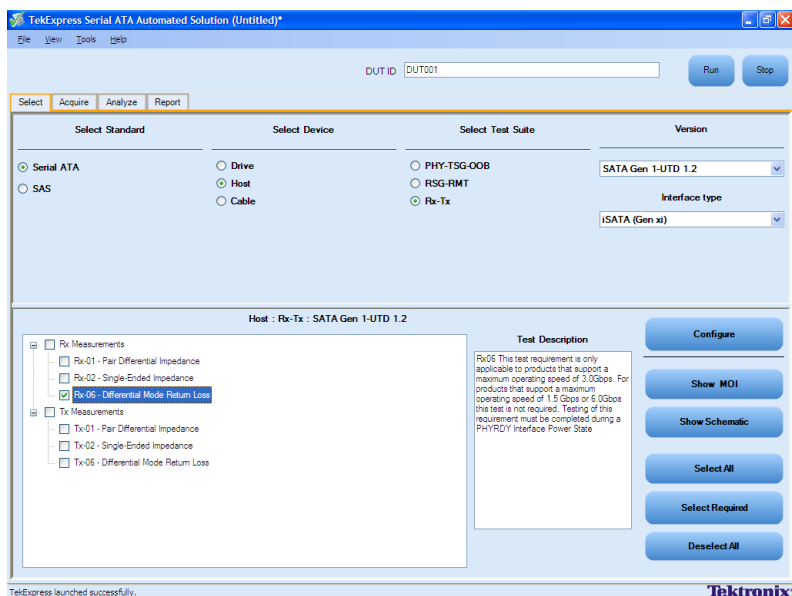 TekExpress Serial ATA Automated Solution (Untitled)*
File View Tools Help
DUT ID DUT001 Run Stop
Select Acquire Analyze Report
Select Standard Select Device Select Test Suite Version
Serial ATA Drive PHY-TSG-OOB SATA Gen 1-UTD 1.2
SAS Host RSG-RMT Interface type
Cable Rx-Tx iSATA (Gen xi)
Host : Rx-Tx : SATA Gen 1-UTD 1.2
Rx Measurements
Rx-01 - Pair Differential Impedance
Rx-02 - Single-Ended Impedance
Rx-06 - Differential Mode Return Loss
Tx Measurements
Tx-01 - Pair Differential Impedance
Tx-02 - Single-Ended Impedance
Tx-06 - Differential Mode Return Loss
Test Description
Rx06 This test requirement is only
applicable to products that support a
maximum operating speed of 3.0Gbps. For
products that support a maximum
operating speed of 1.5 Gbps or 6.0Gbps
this test is not required. Testing of this
requirement must be completed during a
PHYRDY Interface Power State
Configure
Show MOI
Show Schematic
Select All
Select Required
Deselect All
TekExpress launched successfully.
Tektronix